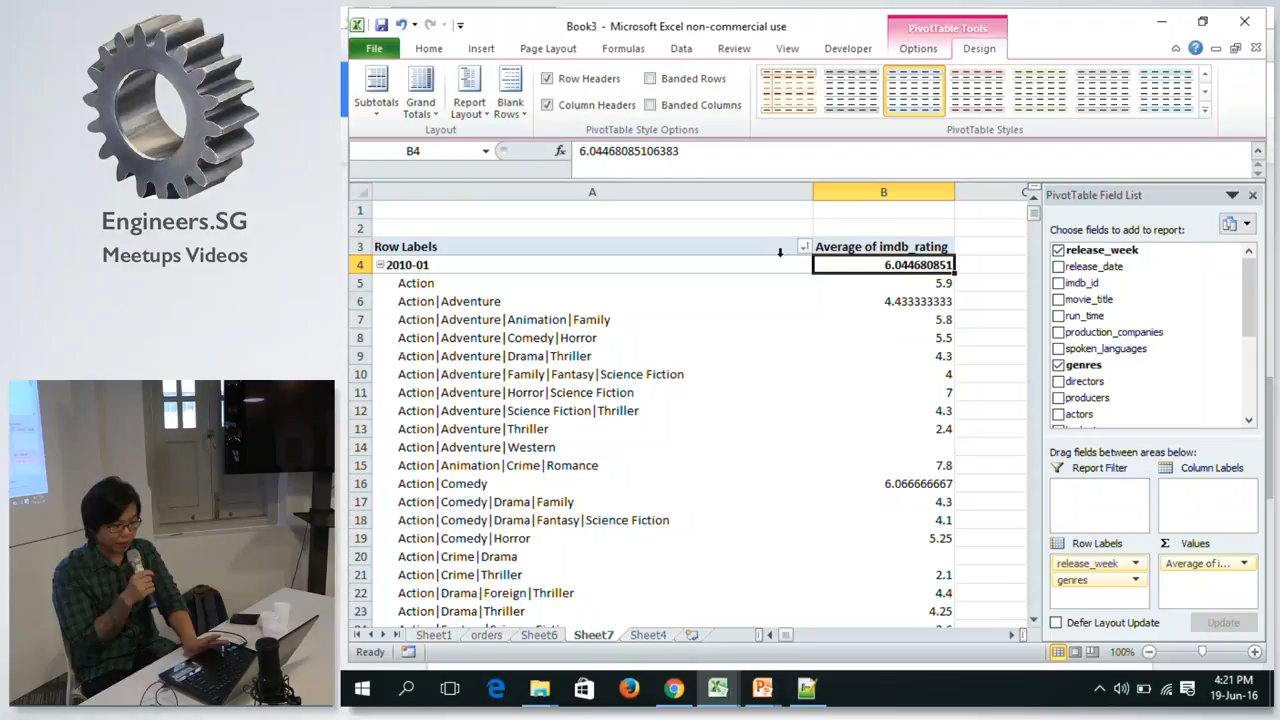 Engineers.SG
Meetups Videos
Book3 - Microsoft Excel non-commercial use
PivotTable Tools
File Home Insert Page Layout Formulas Data Review View Developer Options Design
Subtotals
Grand Totals
Report Layout
Blank Rows
Layout
Row Headers
Banded Rows
Column Headers
Banded Columns
PivotTable Style Options
PivotTable Styles
B4
fx
6.04468085106383
A B C
1
2
3 Row Labels Average of imdb_rating
4 2010-01 6.044680851
5 Action 5.9
6 Action|Adventure 4.433333333
7 Action|Adventure|Animation|Family 5.8
8 Action|Adventure|Comedy|Horror 5.5
9 Action|Adventure|Drama|Thriller 4.3
10 Action|Adventure|Family|Fantasy|Science Fiction 4
11 Action|Adventure|Horror|Science Fiction 7
12 Action|Adventure|Science Fiction|Thriller 4.3
13 Action|Adventure|Thriller 2.4
14 Action|Adventure|Western
15 Action|Animation|Crime|Romance 7.8
16 Action|Comedy 6.066666667
17 Action|Comedy|Drama|Family 4.3
18 Action|Comedy|Drama|Fantasy|Science Fiction 4.1
19 Action|Comedy|Horror 5.25
20 Action|Crime|Drama
21 Action|Crime|Thriller 2.1
22 Action|Drama|Foreign|Thriller 4.4
23 Action|Drama|Thriller 4.25
Sheet1 orders Sheet6 Sheet7 Sheet4
Ready
100%
PivotTable Field List
Choose fields to add to report:
release_week
release_date
imdb_id
movie_title
run_time
production_companies
spoken_languages
genres
directors
producers
actors
Drag fields between areas below:
Report Filter
Column Labels
Row Labels
Σ Values
release_week
genres
Average of i...
Defer Layout Update
Update
4:21 PM
19-Jun-16